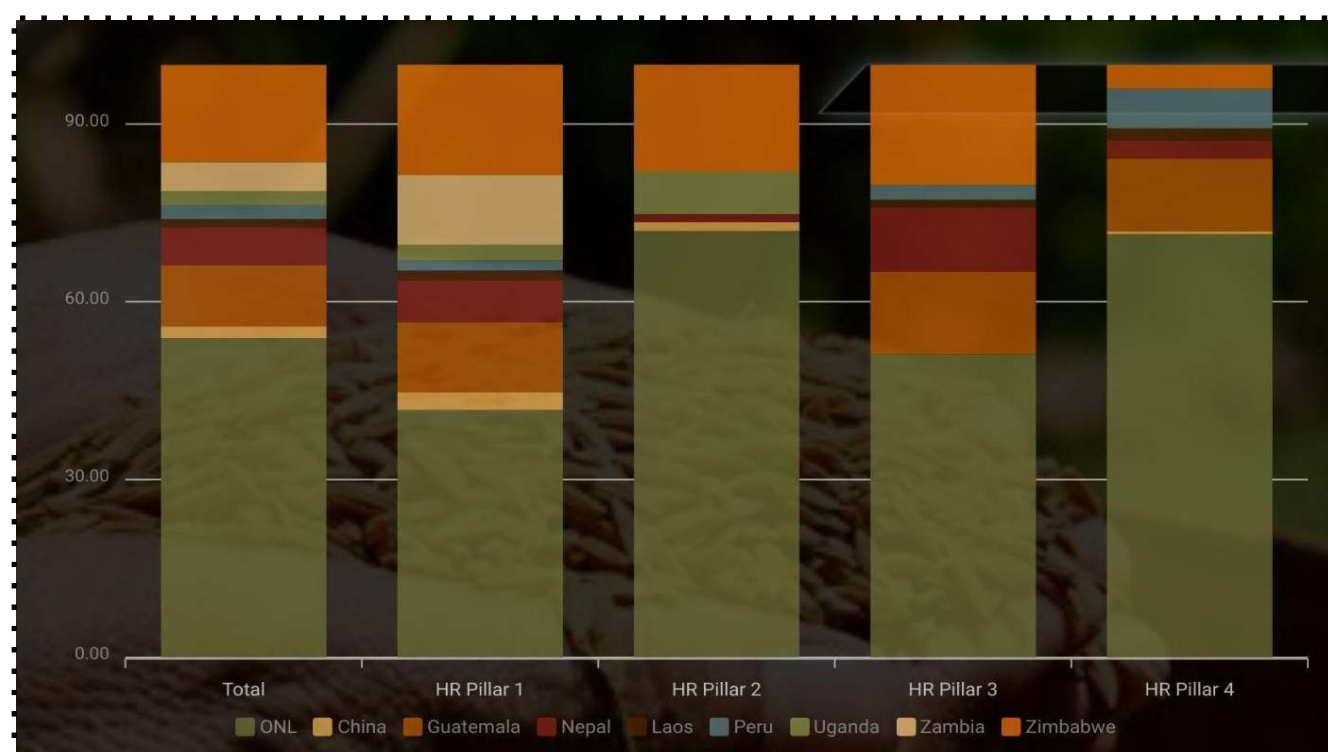 90.00
60.00
30.00
0.00
Total HR Pillar 1 HR Pillar 2 HR Pillar 3 HR Pillar 4
ONL China Guatemala Nepal Laos Peru Uganda Zambia Zimbabwe